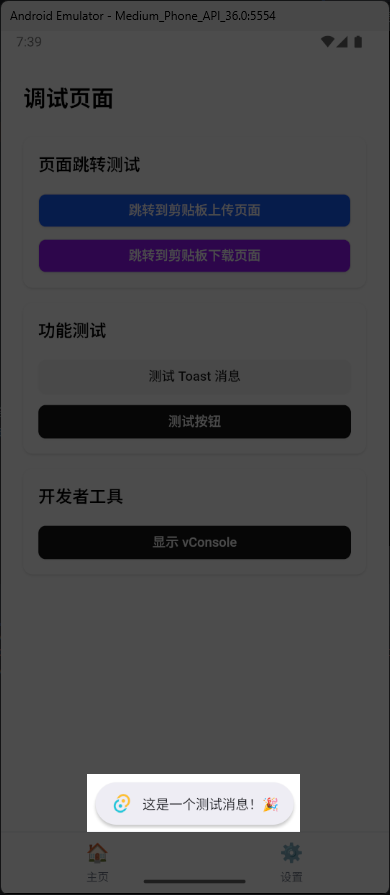 Android Emulator - Medium_Phone_API_36.0:5554
7:39
调试页面
页面跳转测试
跳转到剪贴板上传页面
跳转到剪贴板下载页面
功能测试
测试 Toast 消息
测试按钮
开发者工具
显示 vConsole
这是一个测试消息！🎉
主页
设置